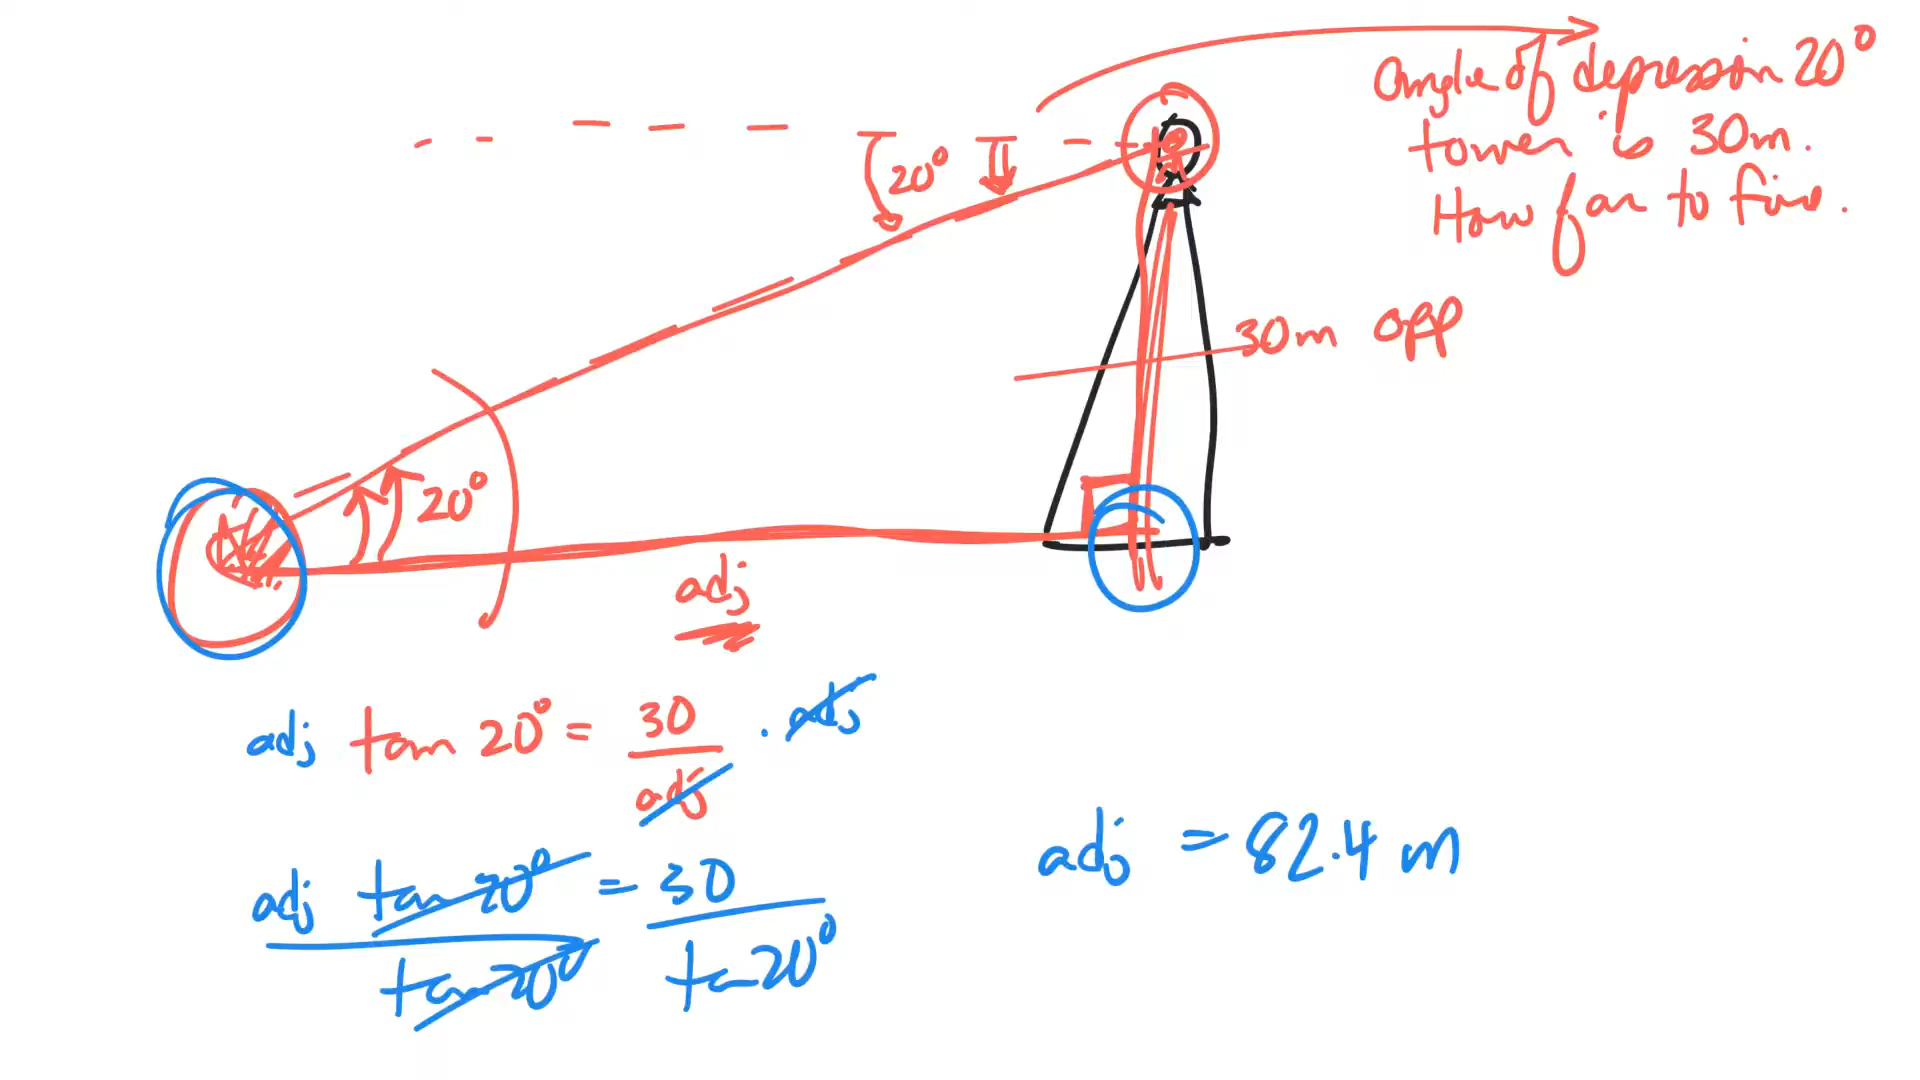 angle of depression 20°
tower is 30m.
How far to fire.
20°
30m opp
20°
adj
adj tan 20° = 30/adj · adj
adj tan 20°/tan 20° = 30/tan 20°
adj = 82.4 m